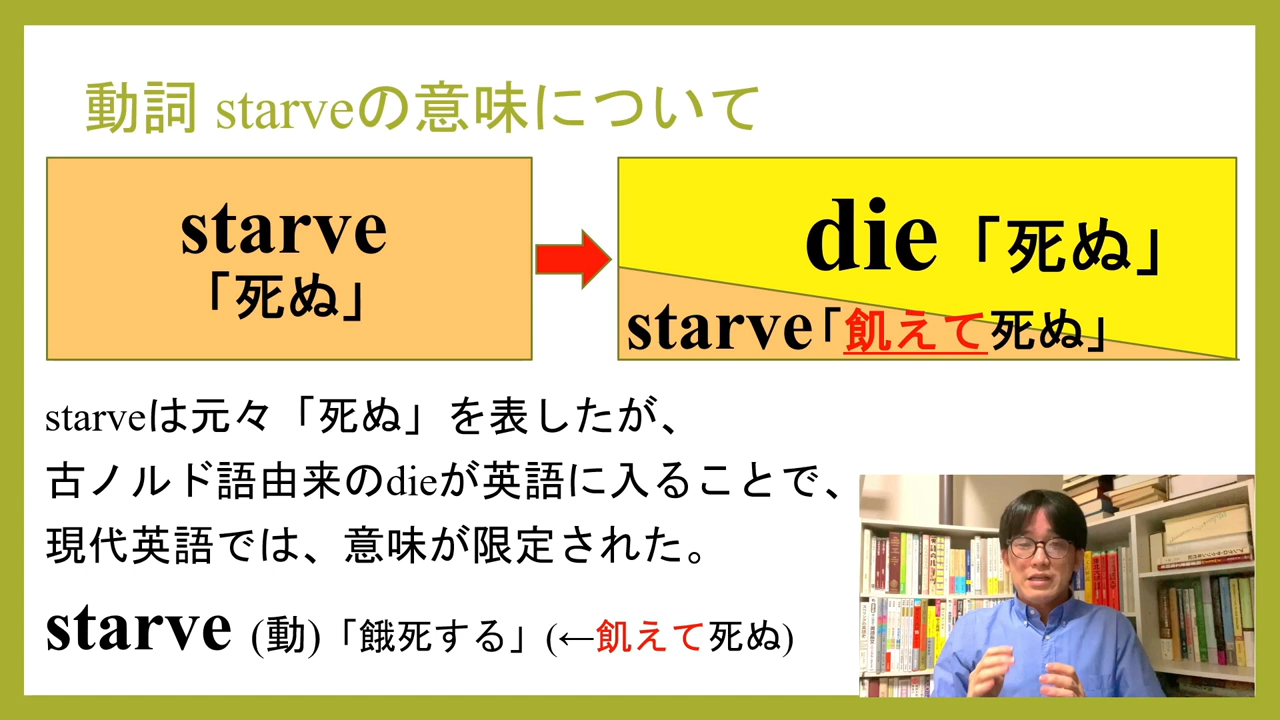 動詞 starveの意味について
starve
「死ぬ」
die「死ぬ」
starve「飢えて死ぬ」
starveは元々「死ぬ」を表したが、
古ノルド語由来のdieが英語に入ることで、
現代英語では、意味が限定された。
starve (動)「餓死する」(←飢えて死ぬ)